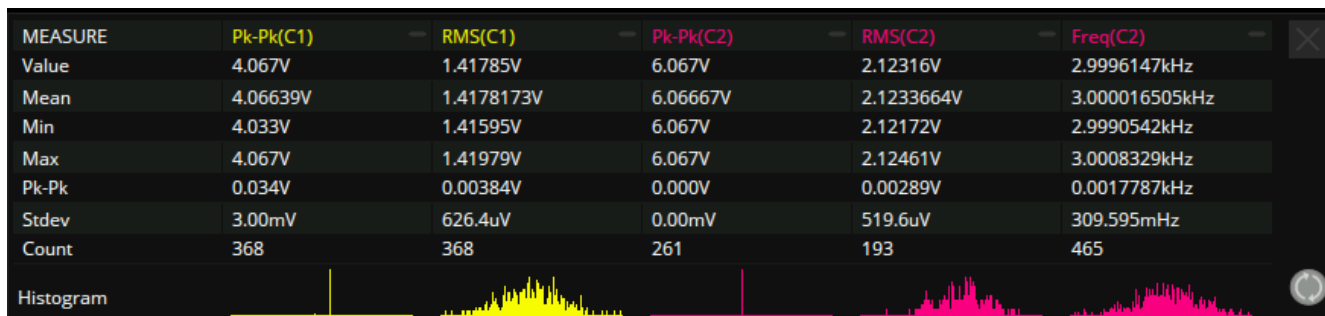 MEASURE Pk-Pk(C1) RMS(C1) Pk-Pk(C2) RMS(C2) Freq(C2)
Value 4.067V 1.41785V 6.067V 2.12316V 2.9996147kHz
Mean 4.06639V 1.4178173V 6.06667V 2.1233664V 3.000016505kHz
Min 4.033V 1.41595V 6.067V 2.12172V 2.9990542kHz
Max 4.067V 1.41979V 6.067V 2.12461V 3.0008329kHz
Pk-Pk 0.034V 0.00384V 0.000V 0.00289V 0.0017787kHz
Stdev 3.00mV 626.4uV 0.00mV 519.6uV 309.595mHz
Count 368 368 261 193 465
Histogram